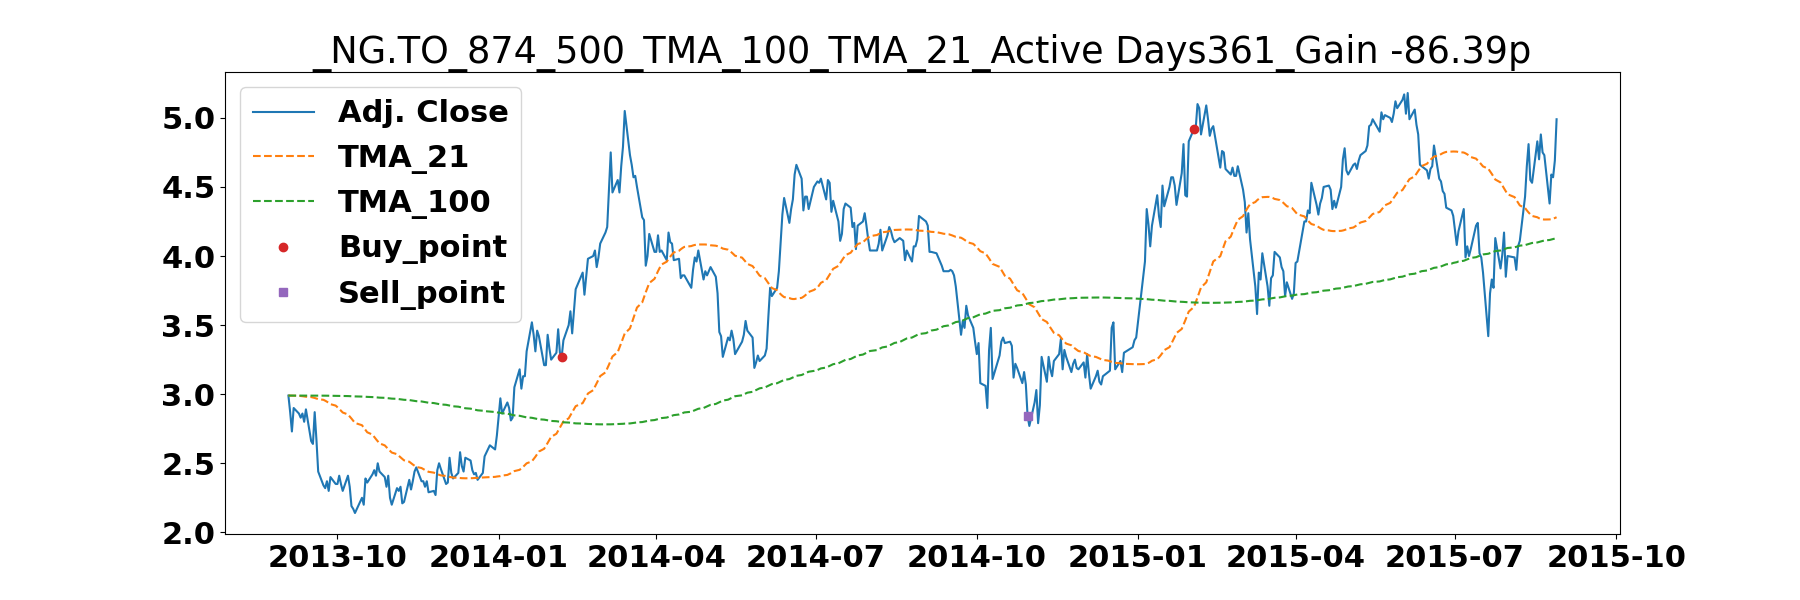 _NG.TO_874_500_TMA_100_TMA_21_Active Days361_Gain -86.39p
Adj. Close
TMA_21
TMA_100
Buy_point
Sell_point
5.0
4.5
4.0
3.5
3.0
2.5
2.0
2013-10 2014-01 2014-04 2014-07 2014-10 2015-01 2015-04 2015-07 2015-10